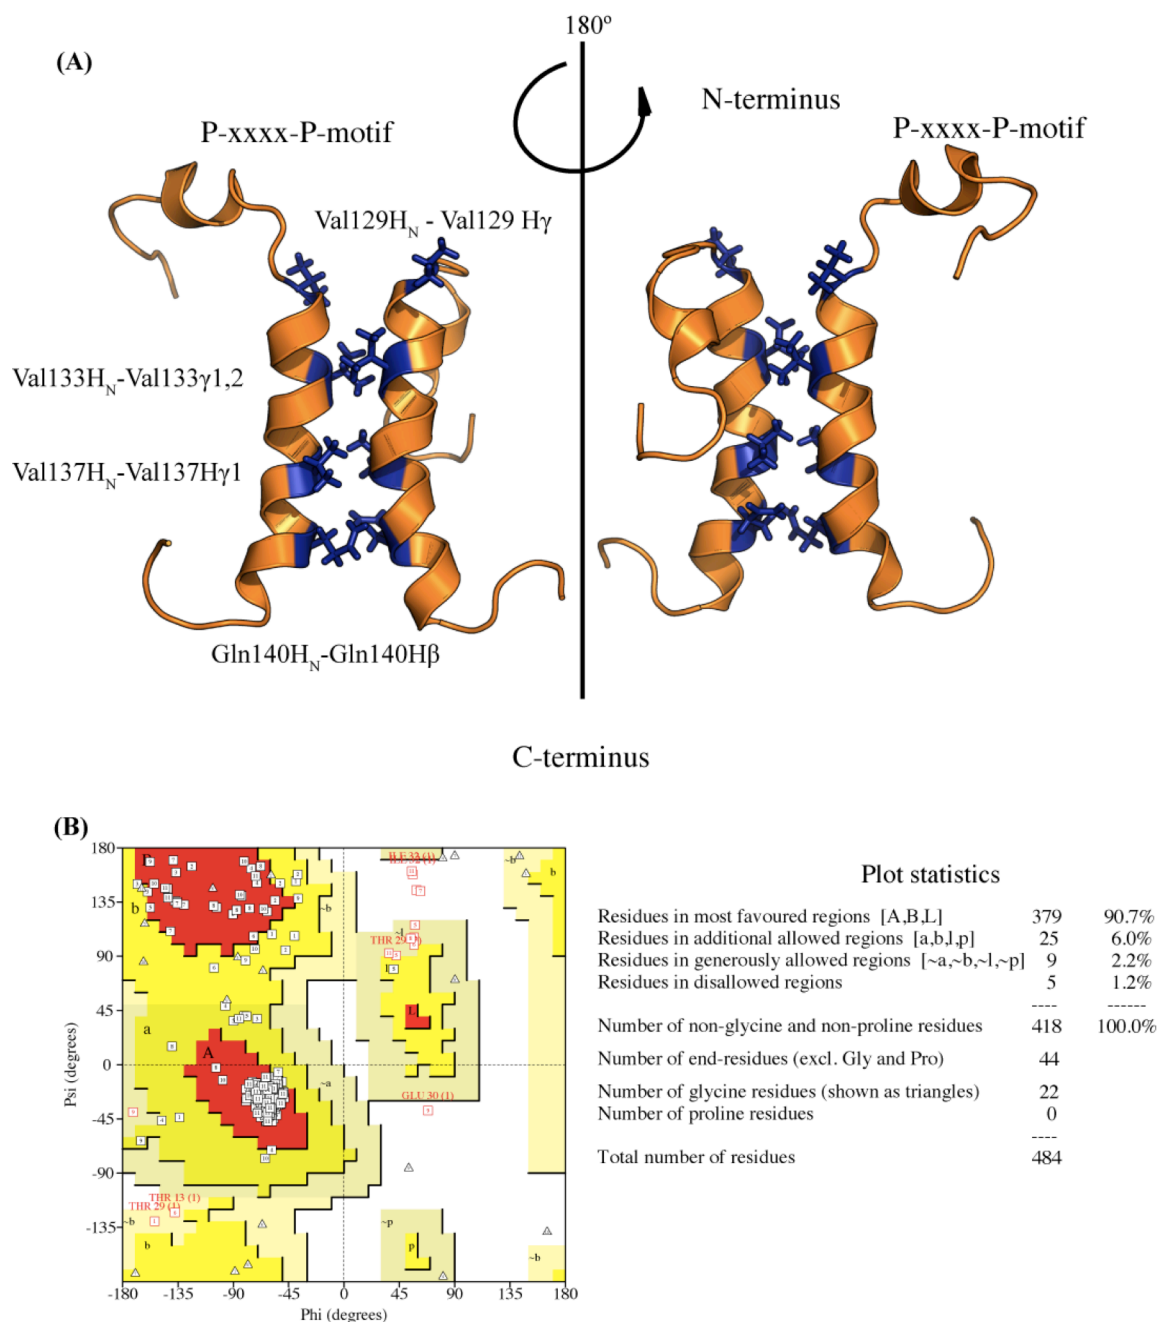 180º
(A)
N-terminus
P-xxxx-P-motif
P-xxxx-P-motif
Val129HN - Val129 Hγ
Val133HN-Val133γ1,2
Val137HN-Val137Hγ1
Gln140HN-Gln140Hβ
C-terminus
(B)
Plot statistics
Residues in most favoured regions [A,B,L] 379 90.7%
Residues in additional allowed regions [a,b,l,p] 25 6.0%
Residues in generously allowed regions [~a,~b,~l,~p] 9 2.2%
Residues in disallowed regions 5 1.2%
---- ------
Number of non-glycine and non-proline residues 418 100.0%
Number of end-residues (excl. Gly and Pro) 44
Number of glycine residues (shown as triangles) 22
Number of proline residues 0
----
Total number of residues 484
Psi (degrees)
180
135
90
45
0
-45
-90
-135
-180 -135 -90 -45 0 45 90 135 180
Phi (degrees)
b
~b
~b
b
~l
THR 29
l
L
a
A
~a
GLU 30 (1)
THR 13 (1)
THR 29 (1)
~b
b
~p
p
~b